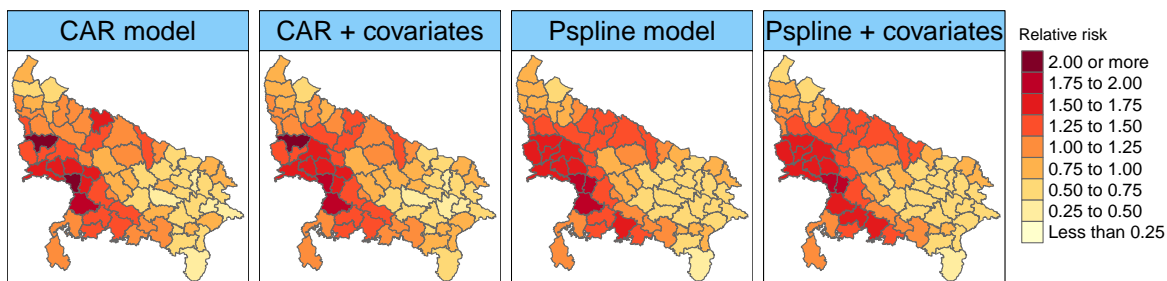 CAR model
CAR + covariates
Pspline model
Pspline + covariates
Relative risk
2.00 or more
1.75 to 2.00
1.50 to 1.75
1.25 to 1.50
1.00 to 1.25
0.75 to 1.00
0.50 to 0.75
0.25 to 0.50
Less than 0.25